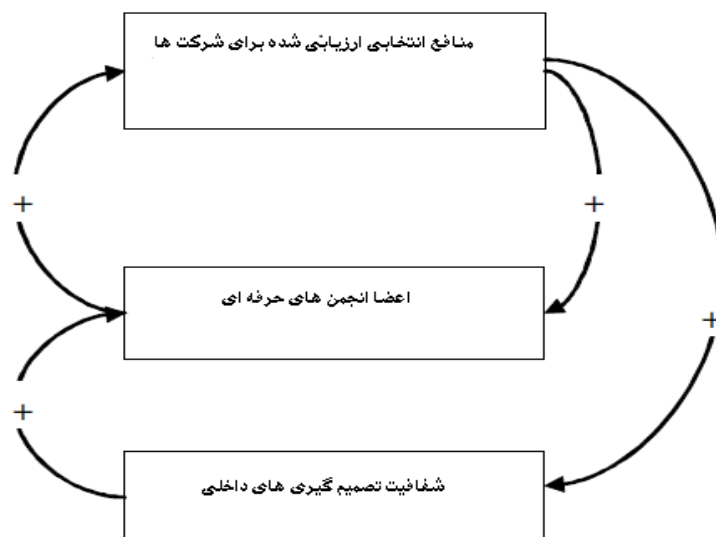 منافع انتخابی ارزیابی شده برای شرکت ها
+
+
اعضا انجمن های حرفه ای
+
+
شفافیت تصمیم گیری های داخلی